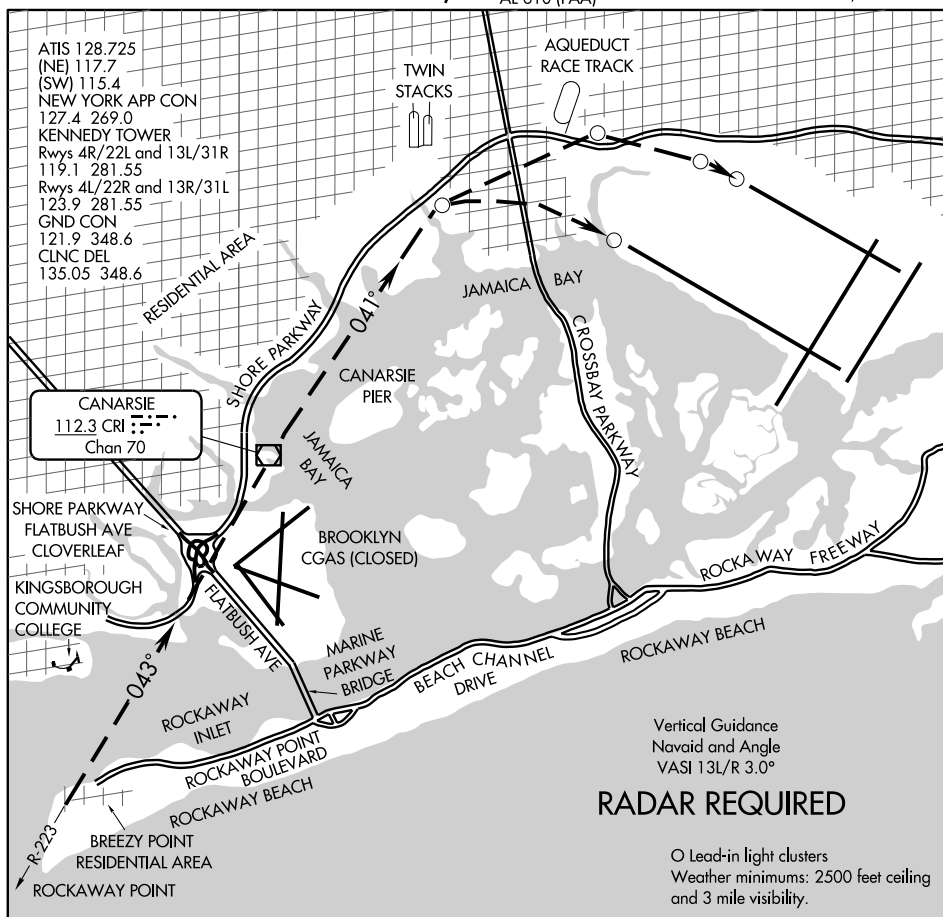 AL-610 (FAA)
ATIS 128.725
(NE) 117.7
(SW) 115.4
NEW YORK APP CON
127.4 269.0
KENNEDY TOWER
Rwys 4R/22L and 13L/31R
119.1 281.55
Rwys 4L/22R and 13R/31L
123.9 281.55
GND CON
121.9 348.6
CLNC DEL
135.05 348.6
TWIN
STACKS
AQUEDUCT
RACE TRACK
RESIDENTIAL AREA
SHORE PARKWAY
041°
JAMAICA BAY
CROSSBAY PARKWAY
CANARSIE
PIER
CANARSIE
112.3 CRI
Chan 70
JAMAICA
BAY
SHORE PARKWAY
FLATBUSH AVE
CLOVERLEAF
BROOKLYN
CGAS (CLOSED)
KINGSBOROUGH
COMMUNITY
COLLEGE
FLATBUSH AVE
043°
MARINE
PARKWAY
BRIDGE
ROCKAWAY FREEWAY
ROCKAWAY BEACH
BEACH CHANNEL
DRIVE
ROCKAWAY
INLET
ROCKAWAY POINT
BOULEVARD
ROCKAWAY BEACH
R-223
BREEZY POINT
RESIDENTIAL AREA
ROCKAWAY POINT
Vertical Guidance
Navaid and Angle
VASI 13L/R 3.0°
RADAR REQUIRED
O Lead-in light clusters
Weather minimums: 2500 feet ceiling
and 3 mile visibility.